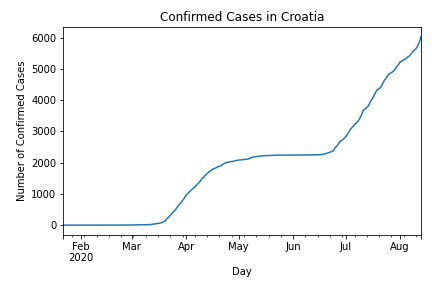 Confirmed Cases in Croatia
Number of Confirmed Cases
6000
5000
4000
3000
2000
1000
0
Feb Mar Apr May Jun Jul Aug
2020
Day